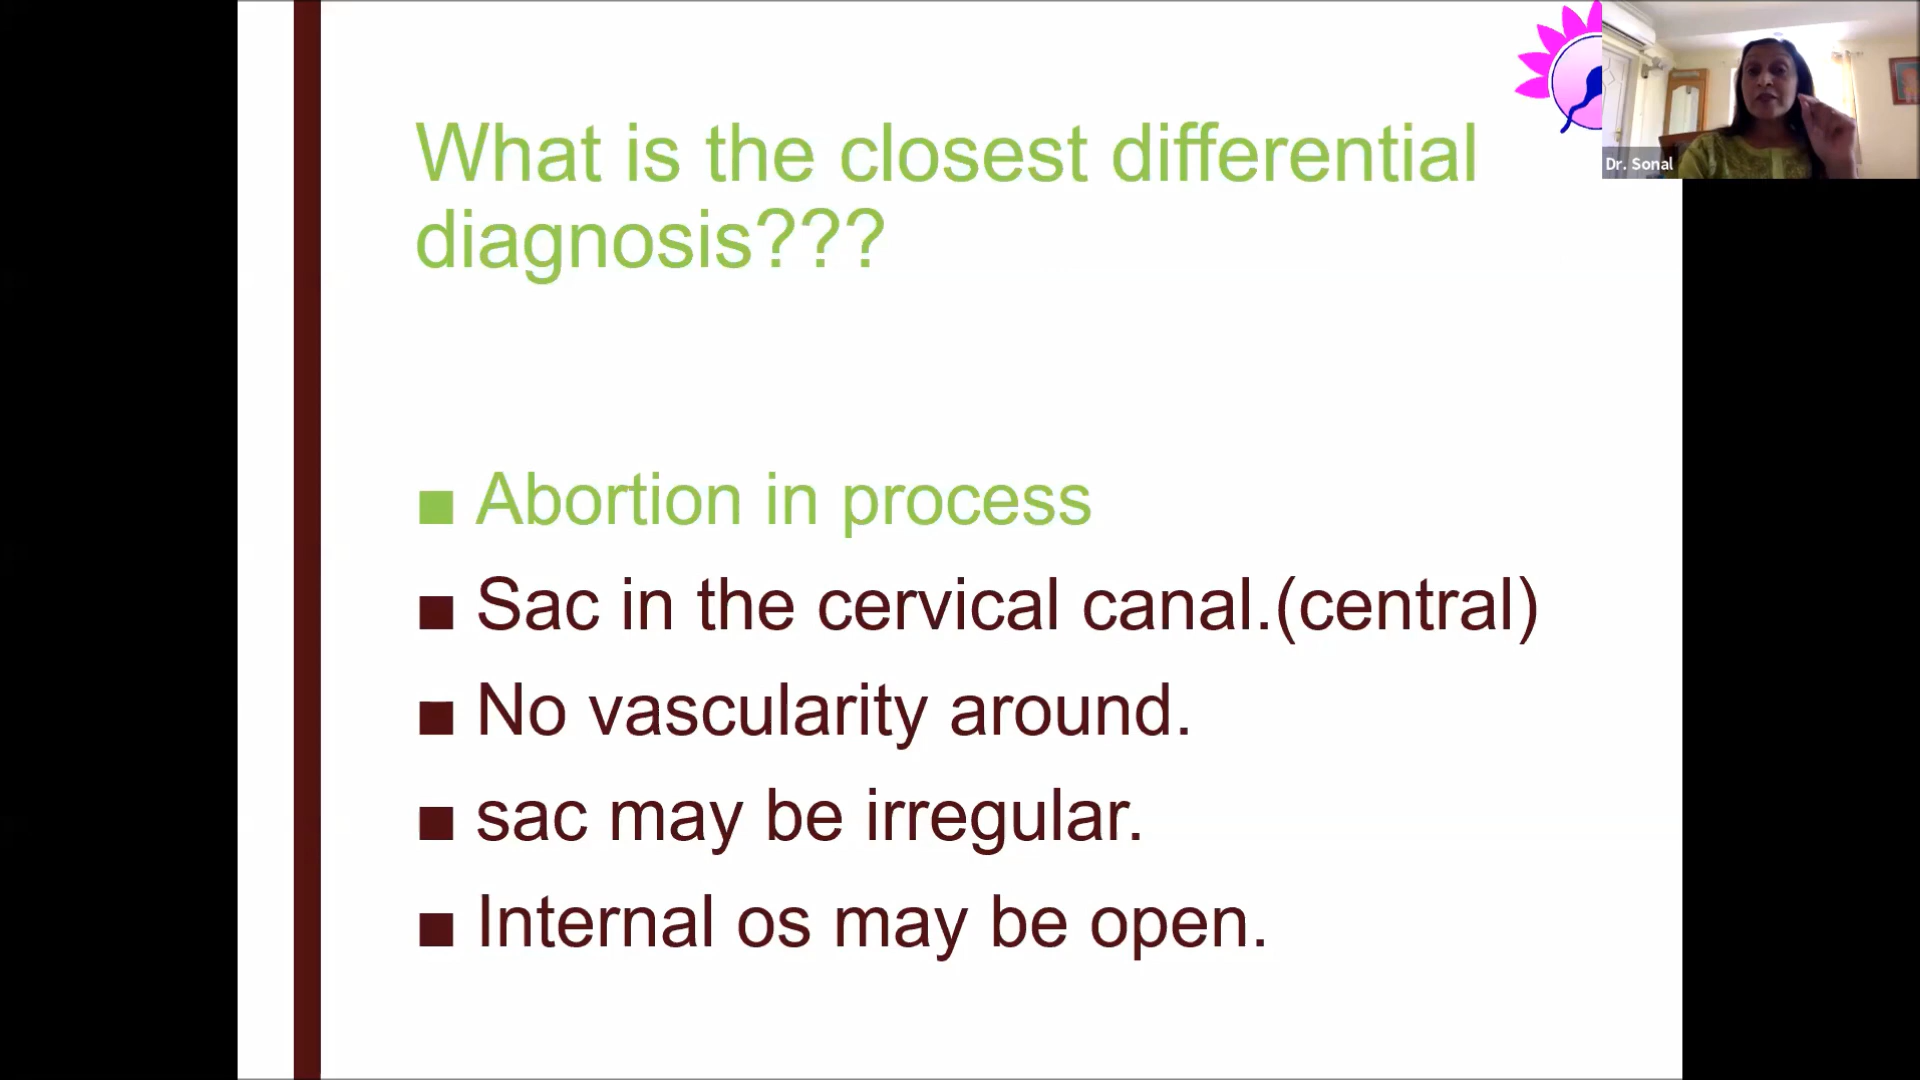 What is the closest differential
diagnosis???
■ Abortion in process
■ Sac in the cervical canal.(central)
■ No vascularity around.
■ sac may be irregular.
■ Internal os may be open.
Dr. Sonal